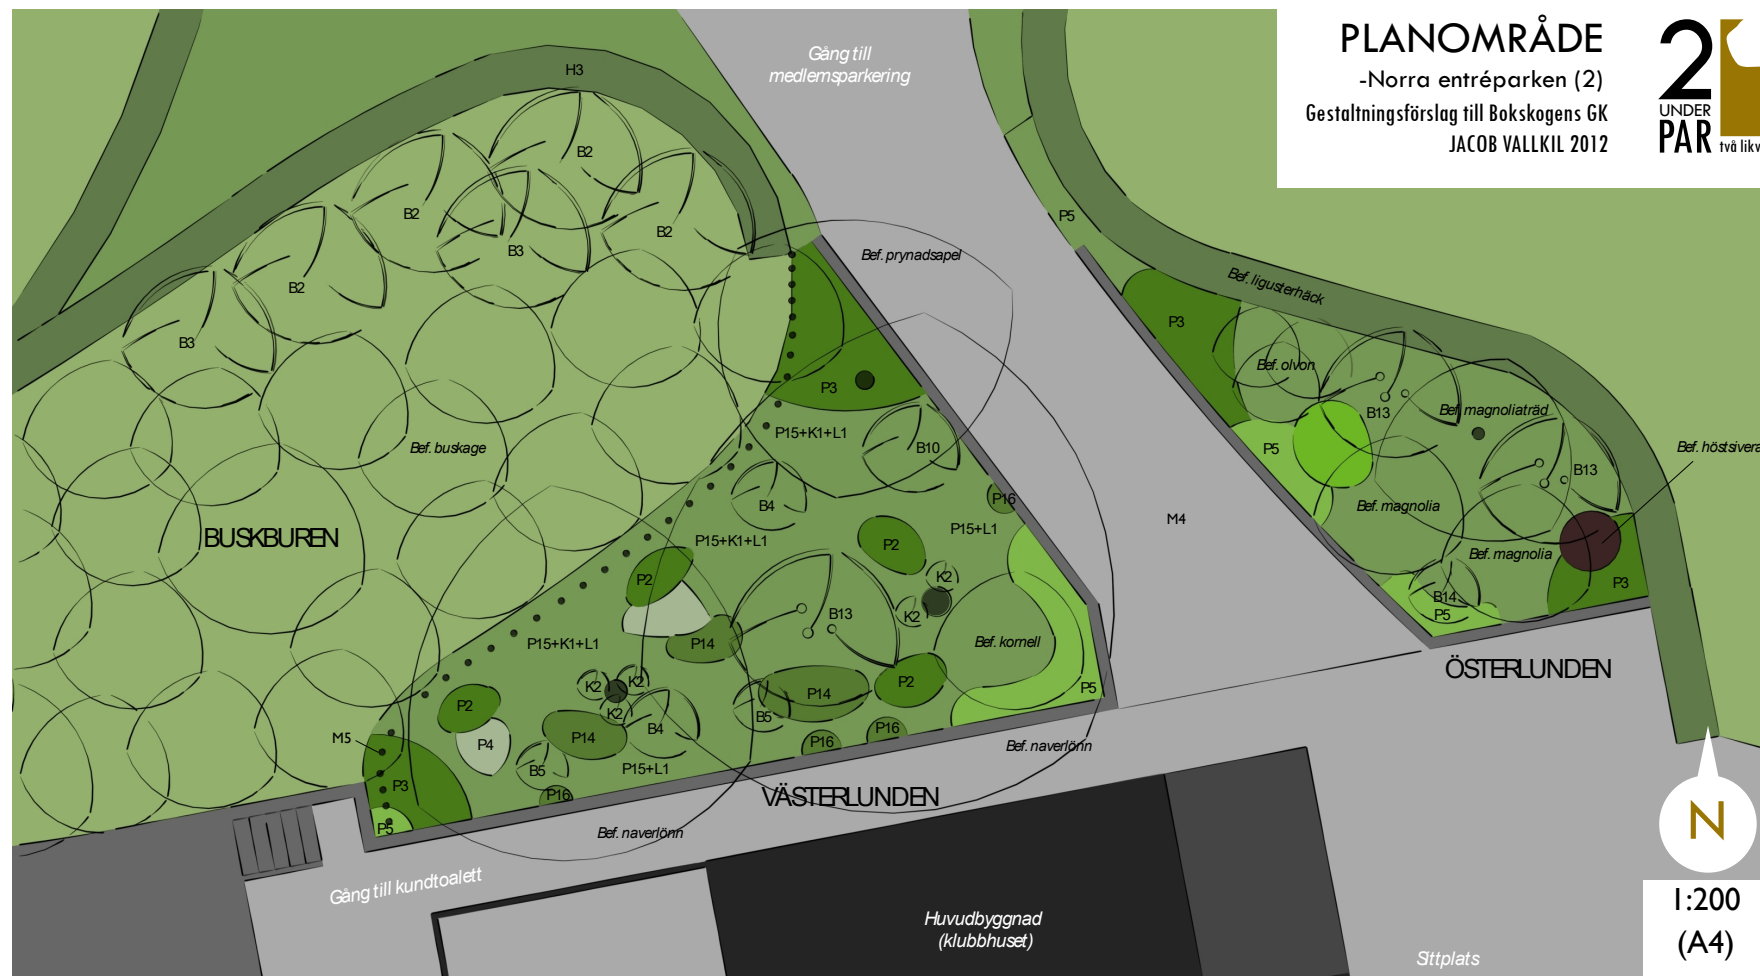 PLANOMRÅDE
-Norra entréparken (2)
Gestaltningsförslag till Bokskogens GK
JACOB VALLKIL 2012
2
UNDER
PAR
två likv
Gång till
medlemsparkering
H3
B2
B2
B2
B3
B2
B3
P5
Bef. prynadsapel
Bef. ligusterhäck
P3
P3
Bef. olvon
B13
Bef. magnoliaträd
Bef. buskage
P15+K1+L1
B10
P5
Bef. höstsivera
B13
B4
P16
Bef. magnolia
M4
BUSKBUREN
P15+K1+L1
P15+L1
P2
Bef. magnolia
P2
K2
P3
B14
P5
K2
B13
P15+K1+L1
P14
Bef. kornell
ÖSTERLUNDEN
K2
K2
P2
P14
P5
P2
K2
B5
B4
P16
P16
M5
P4
P14
Bef. naverlönn
B5
P15+L1
P3
P16
VÄSTERLUNDEN
P5
Bef. naverlönn
N
Gång till kundtoalett
Huvudbyggnad
(klubbhuset)
Sittplats
1:200
(A4)